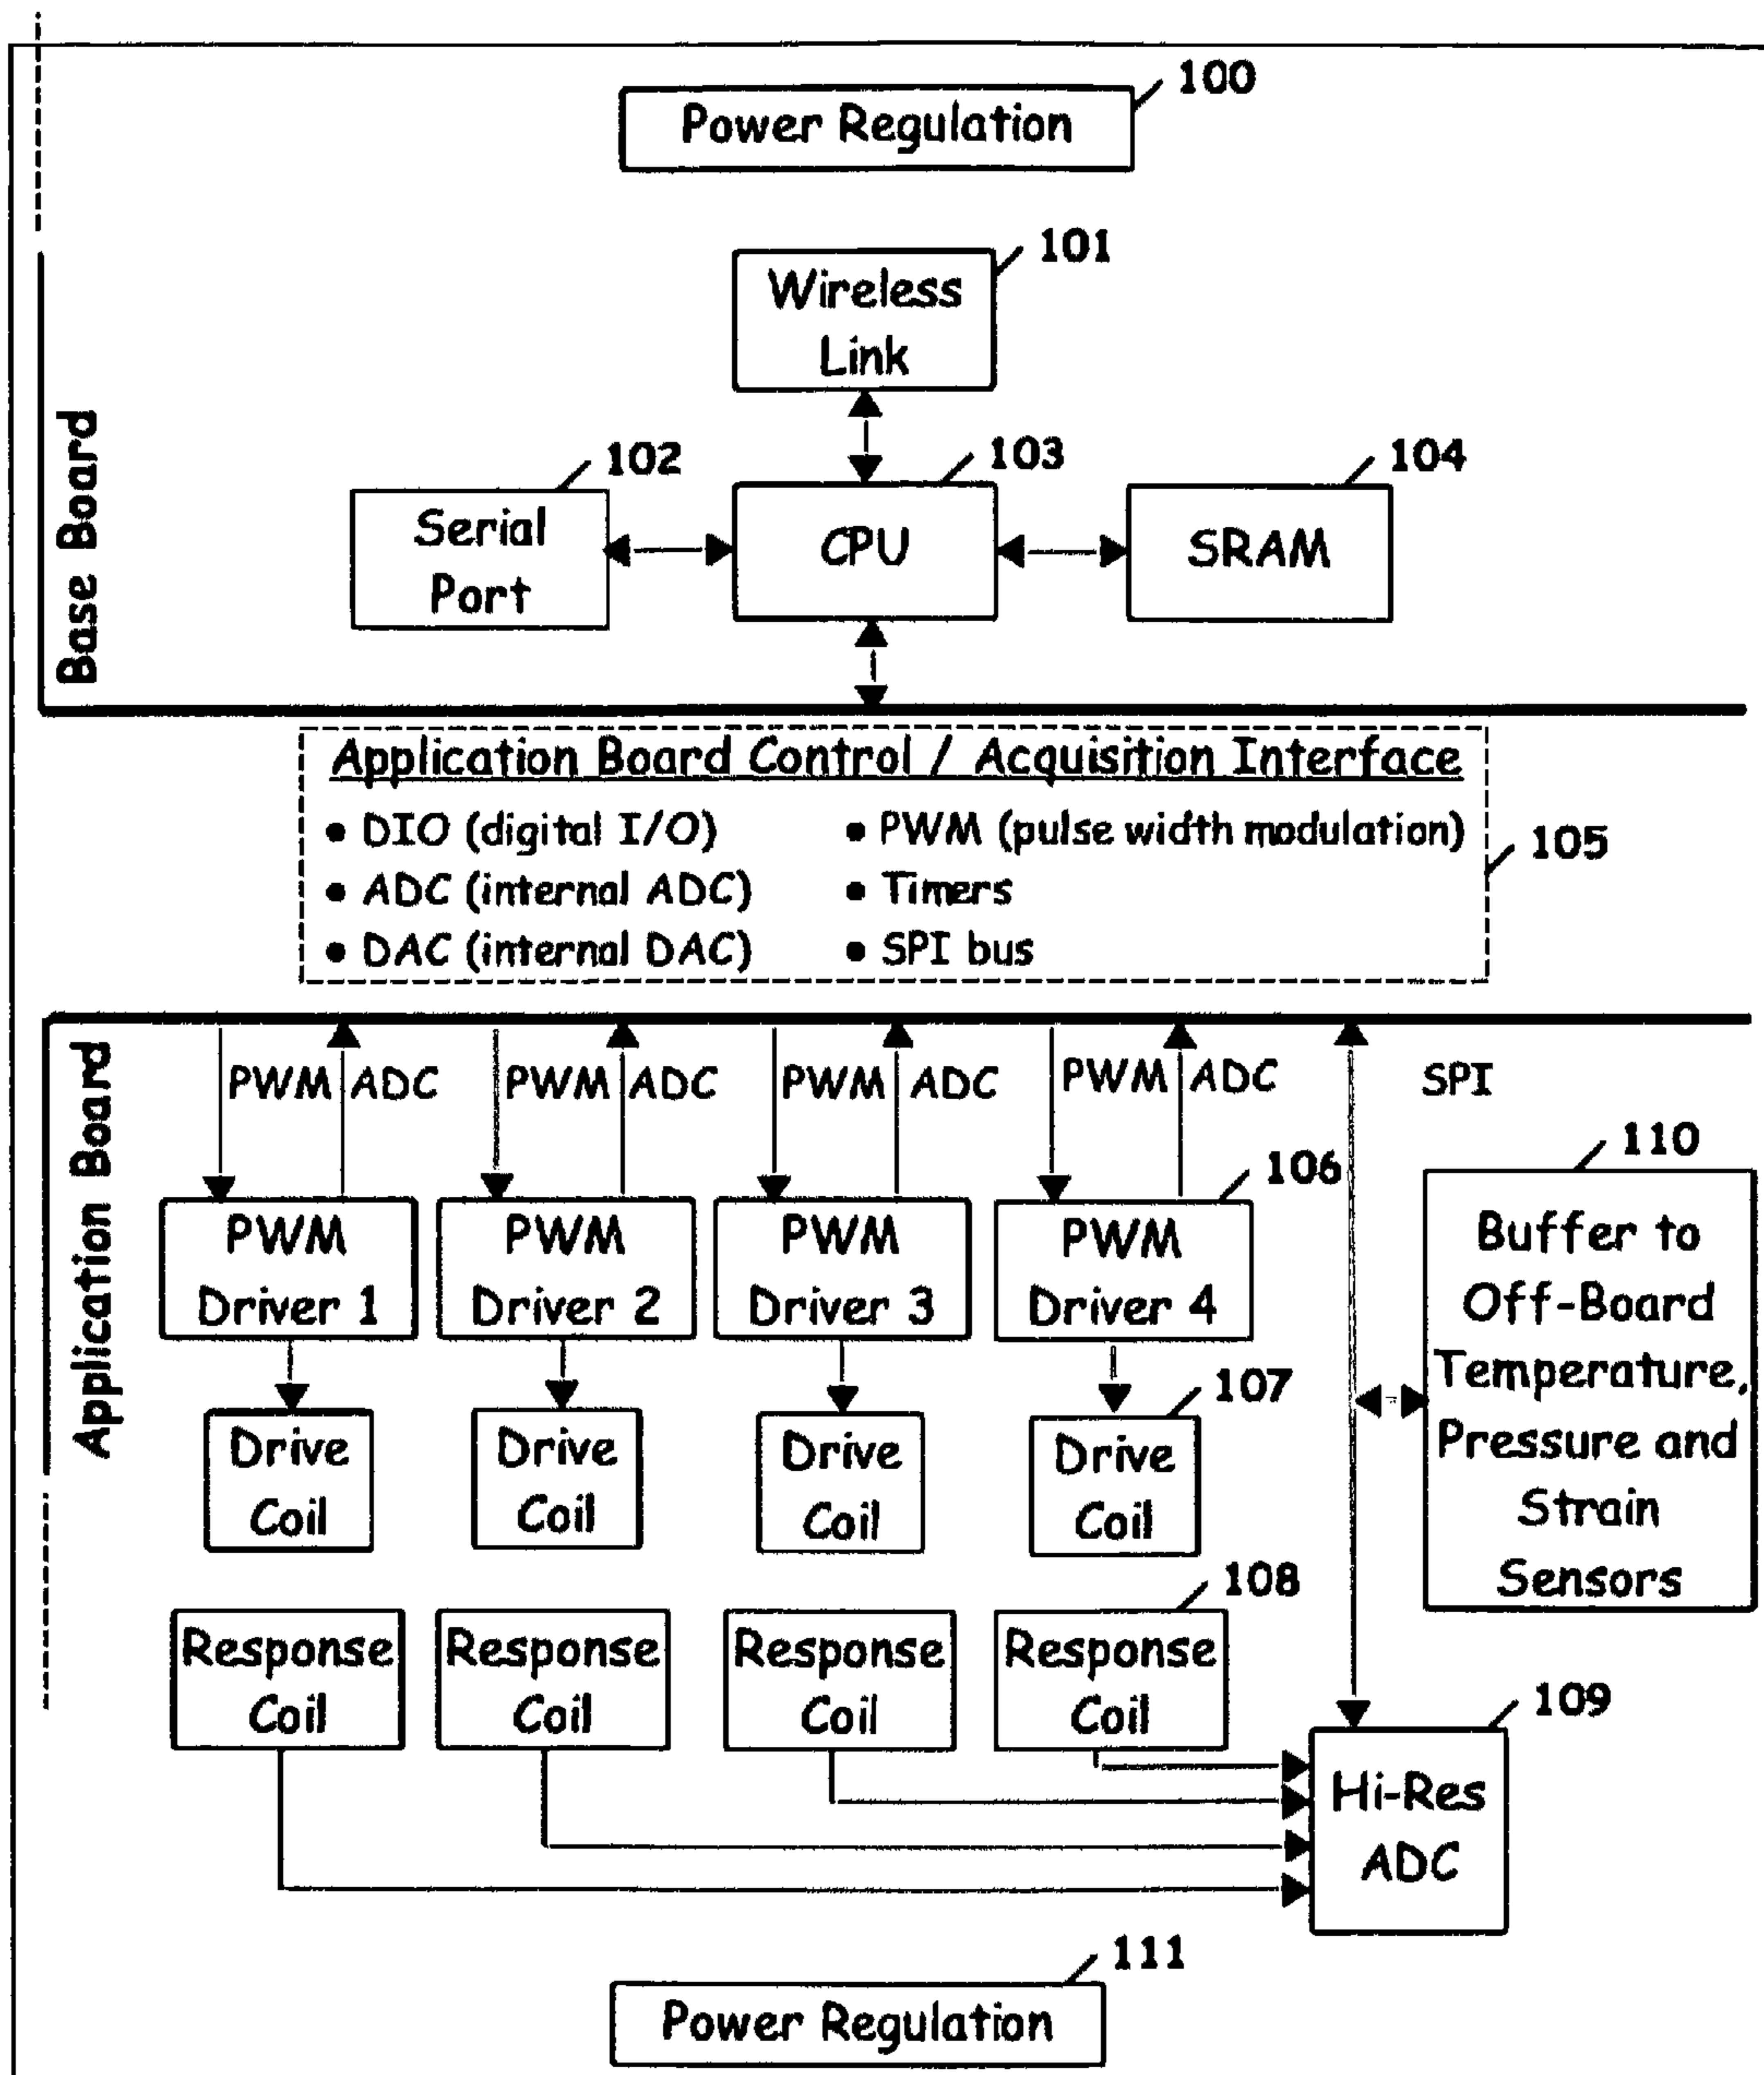 100
Power Regulation
101
Wireless
Link
102
103
104
Serial
Port
CPU
SRAM
Base Board
Application Board Control / Acquisition Interface
• DIO (digital I/O)
• PWM (pulse width modulation)
105
• ADC (internal ADC)
• Timers
• DAC (internal DAC)
• SPI bus
Application Board
PWM ADC
PWM ADC
PWM ADC
PWM ADC
SPI
106
110
PWM
Driver 1
PWM
Driver 2
PWM
Driver 3
PWM
Driver 4
Buffer to
Off-Board
Temperature,
Pressure and
Strain
Sensors
107
Drive
Coil
Drive
Coil
Drive
Coil
Drive
Coil
108
Response
Coil
Response
Coil
Response
Coil
Response
Coil
109
Hi-Res
ADC
111
Power Regulation